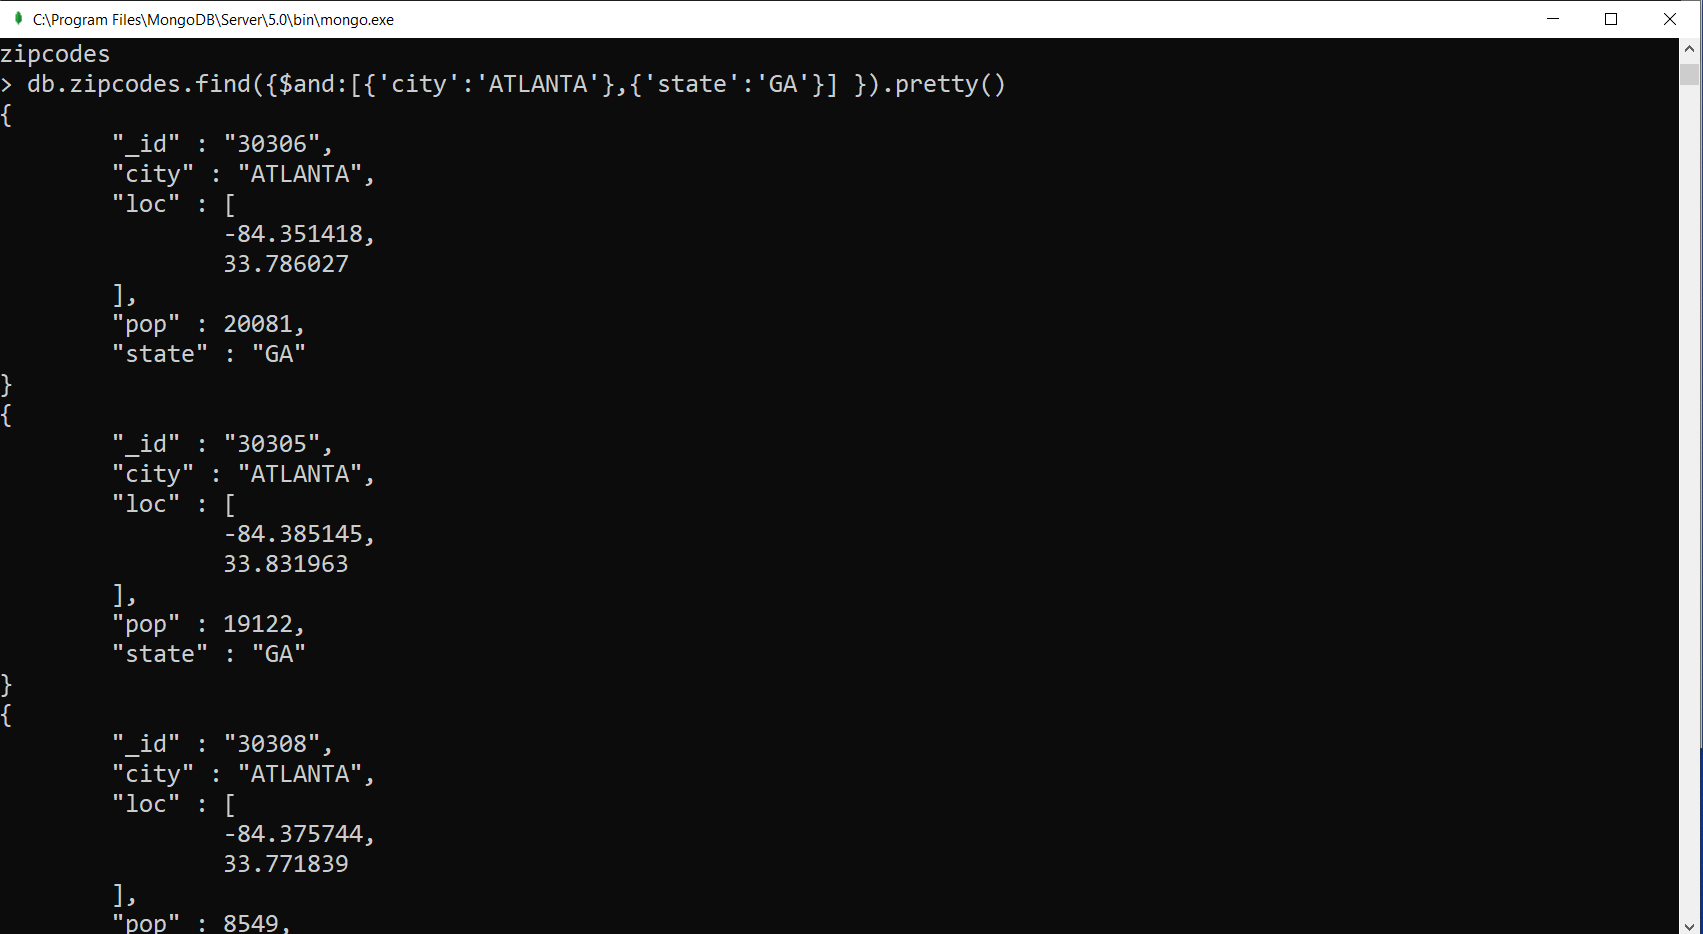 C:\Program Files\MongoDB\Server\5.0\bin\mongo.exe
zipcodes
> db.zipcodes.find({$and:[{'city':'ATLANTA'},{'state':'GA'}] }).pretty()
{
        "_id" : "30306",
        "city" : "ATLANTA",
        "loc" : [
                -84.351418,
                33.786027
        ],
        "pop" : 20081,
        "state" : "GA"
}
{
        "_id" : "30305",
        "city" : "ATLANTA",
        "loc" : [
                -84.385145,
                33.831963
        ],
        "pop" : 19122,
        "state" : "GA"
}
{
        "_id" : "30308",
        "city" : "ATLANTA",
        "loc" : [
                -84.375744,
                33.771839
        ],
        "pop" : 8549,